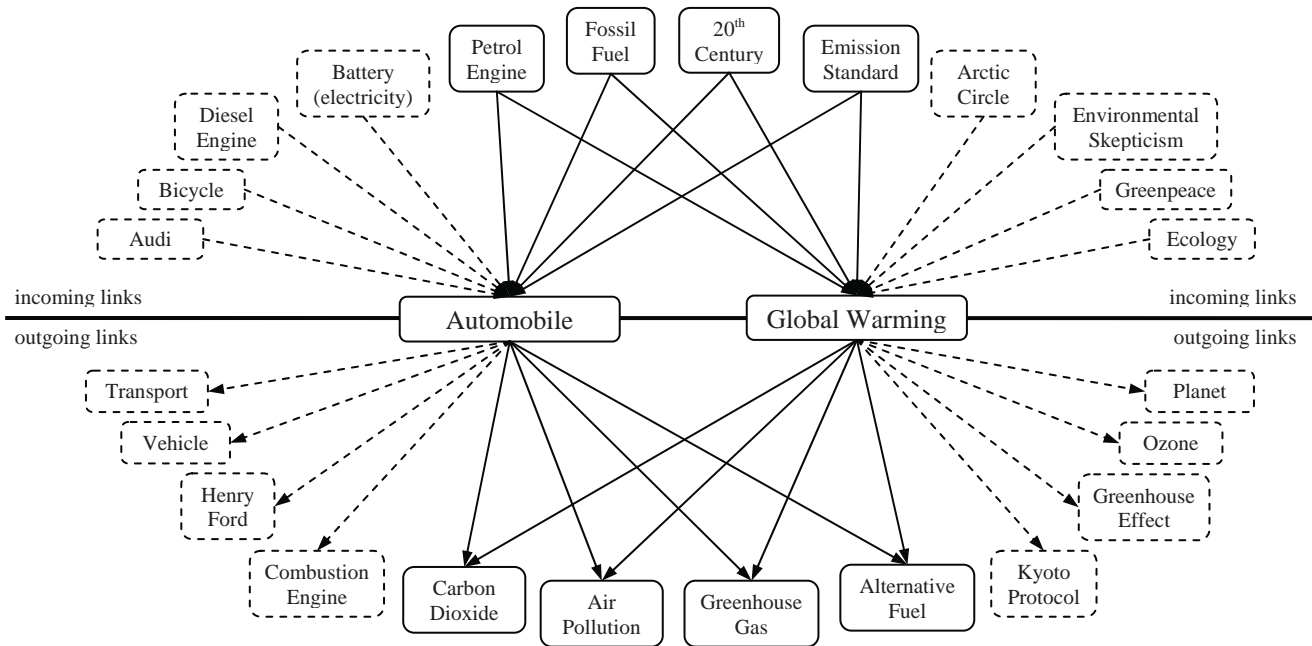 Petrol
Engine
Fossil
Fuel
20th
Century
Emission
Standard
Battery
(electricity)
Arctic
Circle
Diesel
Engine
Environmental
Skepticism
Bicycle
Greenpeace
Audi
Ecology
incoming links
incoming links
Automobile
Global Warming
outgoing links
outgoing links
Transport
Planet
Vehicle
Ozone
Henry
Ford
Greenhouse
Effect
Combustion
Engine
Carbon
Dioxide
Air
Pollution
Greenhouse
Gas
Alternative
Fuel
Kyoto
Protocol